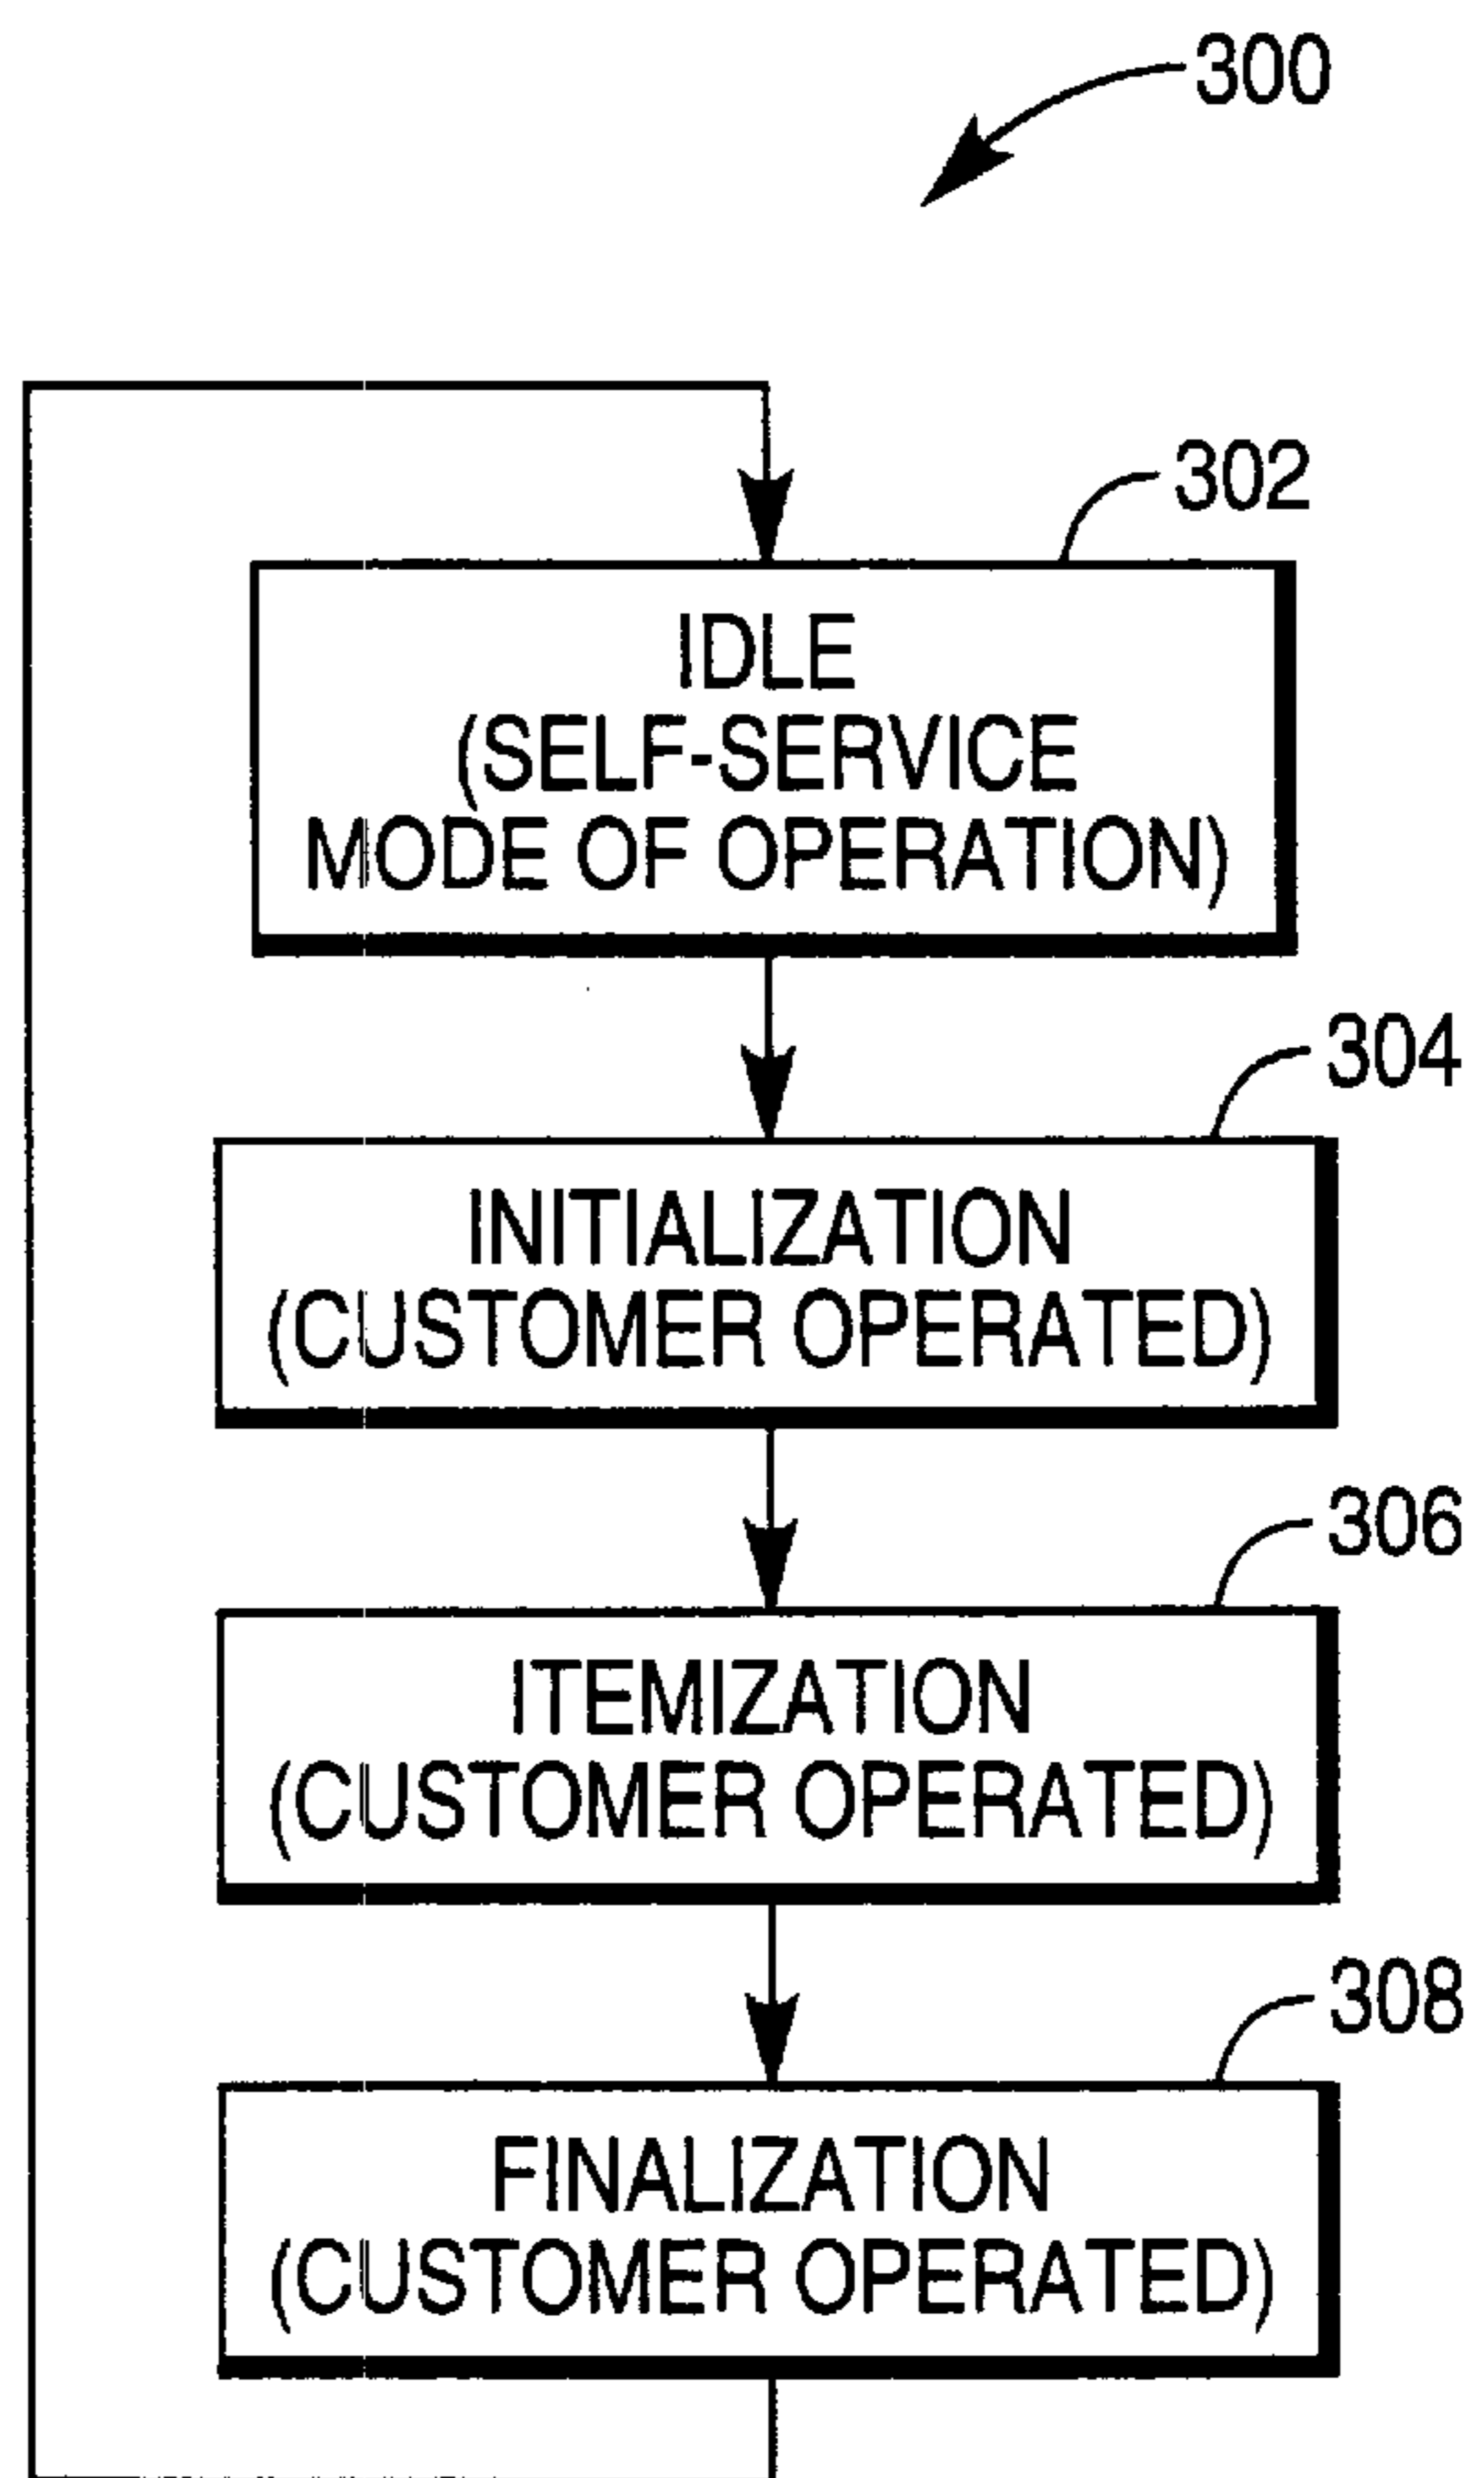 300
302
IDLE
(SELF-SERVICE
MODE OF OPERATION)
304
INITIALIZATION
(CUSTOMER OPERATED)
306
ITEMIZATION
(CUSTOMER OPERATED)
308
FINALIZATION
(CUSTOMER OPERATED)